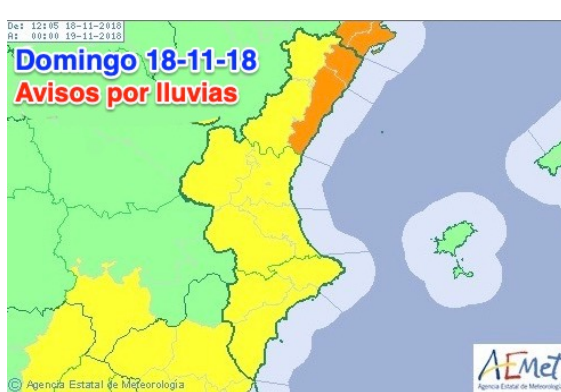 De: 12:05 18-11-2018
A: 00:00 19-11-2018
Domingo 18-11-18
Avisos por lluvias
© Agencia Estatal de Meteorología
AEMet
Agencia Estatal de Meteorología